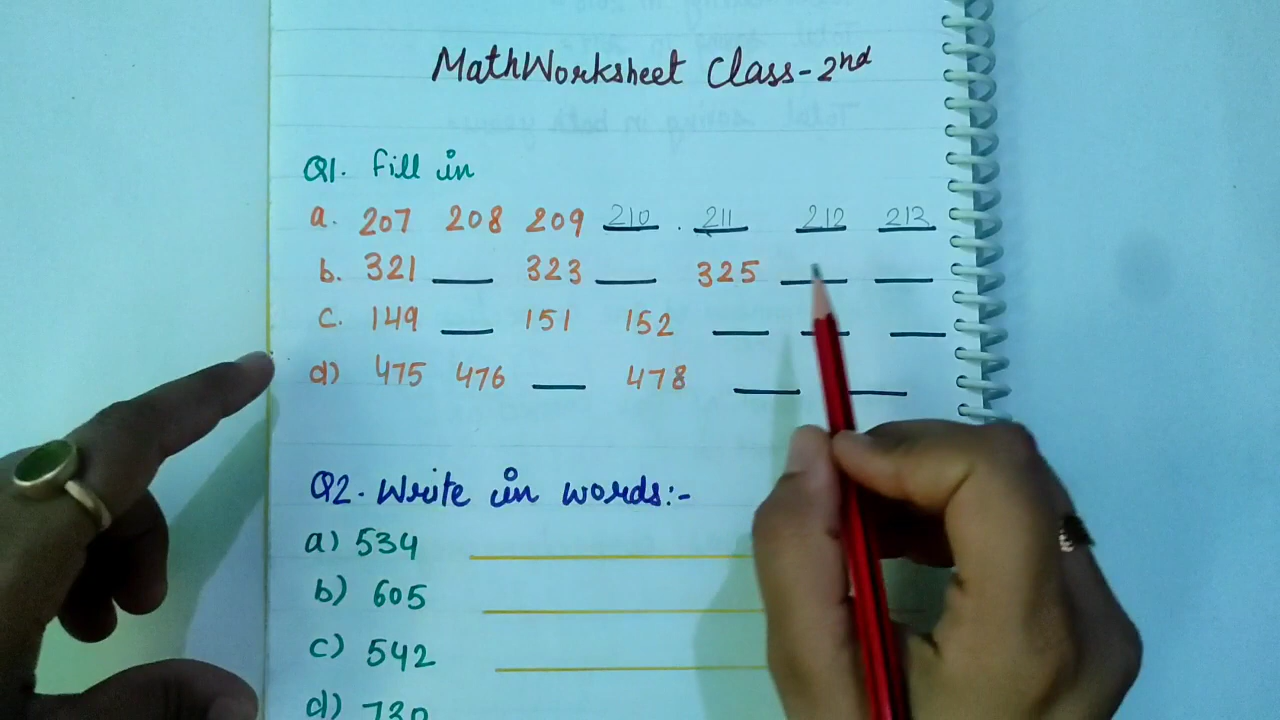 MathWorksheet Class-2nd
Q1. Fill in
a. 207 208 209 210 . 211 212 213
b. 321 ___ 323 ___ 325 ___ ___
c. 149 ___ 151 152 ___ ___ ___
d) 475 476 ___ 478 ___ ___
Q2. Write in words:-
a) 534
b) 605
c) 542
d) 730